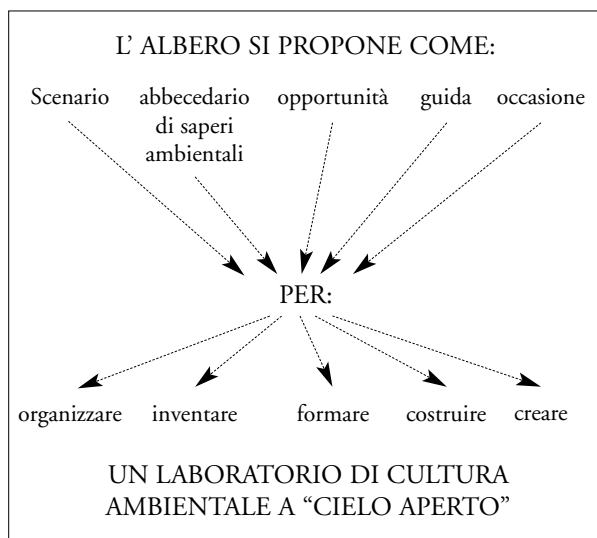 L' ALBERO SI PROPONE COME:
Scenario abbecedario opportunità guida occasione
di saperi
ambientali
PER:
organizzare inventare formare costruire creare
UN LABORATORIO DI CULTURA
AMBIENTALE A “CIELO APERTO”